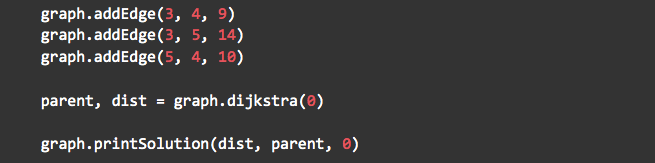 graph.addEdge(3, 4, 9)
graph.addEdge(3, 5, 14)
graph.addEdge(5, 4, 10)
parent, dist = graph.dijkstra(0)
graph.printSolution(dist, parent, 0)